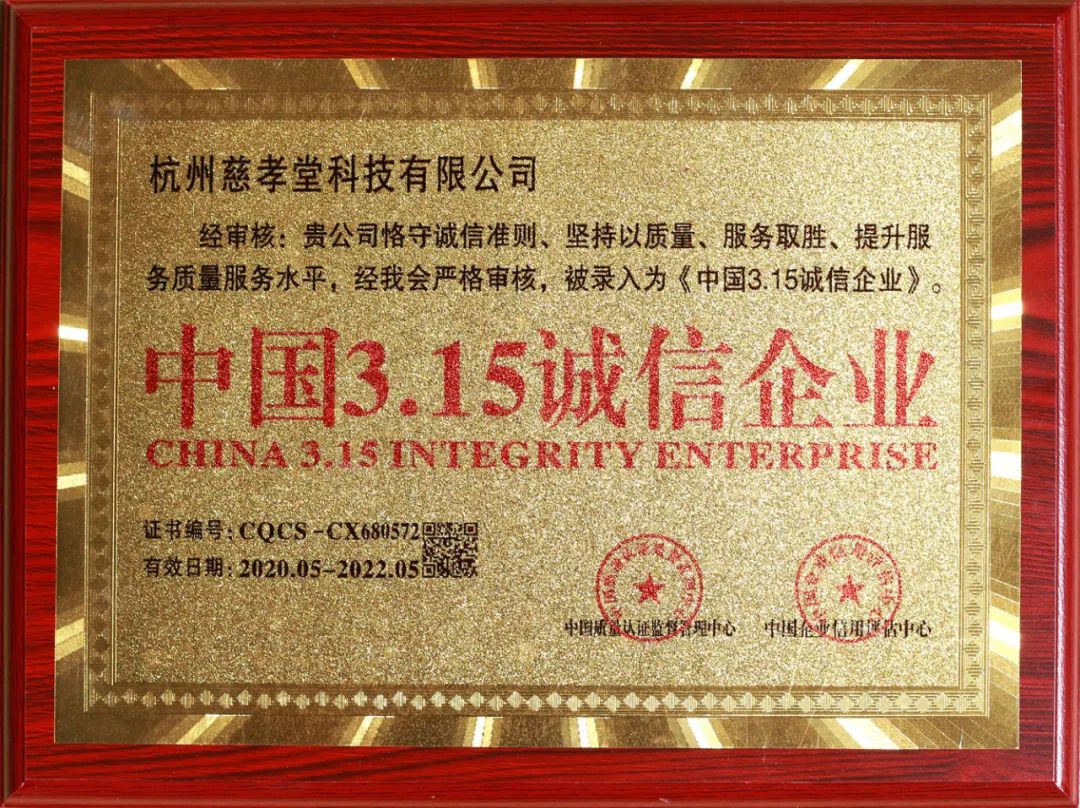 杭州慈孝堂科技有限公司
经审核：贵公司恪守诚信准则、坚持以质量、服务取胜、提升服
务质量服务水平，经我会严格审核，被录入为《中国3.15诚信企业》。
中国3.15诚信企业
CHINA 3.15 INTEGRITY ENTERPRISE
证书编号：CQCS-CX680572
有效日期：2020.05-2022.05
中国质量认证监督管理中心 中国企业信用评估中心